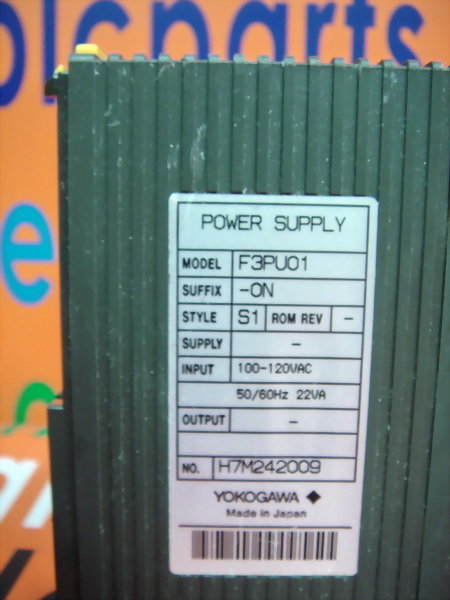 plcparts
POWER SUPPLY
MODEL F3PU01
SUFFIX -0N
STYLE S1 ROM REV -
SUPPLY -
INPUT 100-120VAC
50/60Hz 22VA
OUTPUT -
NO. H7M242009
YOKOGAWA
Made in Japan